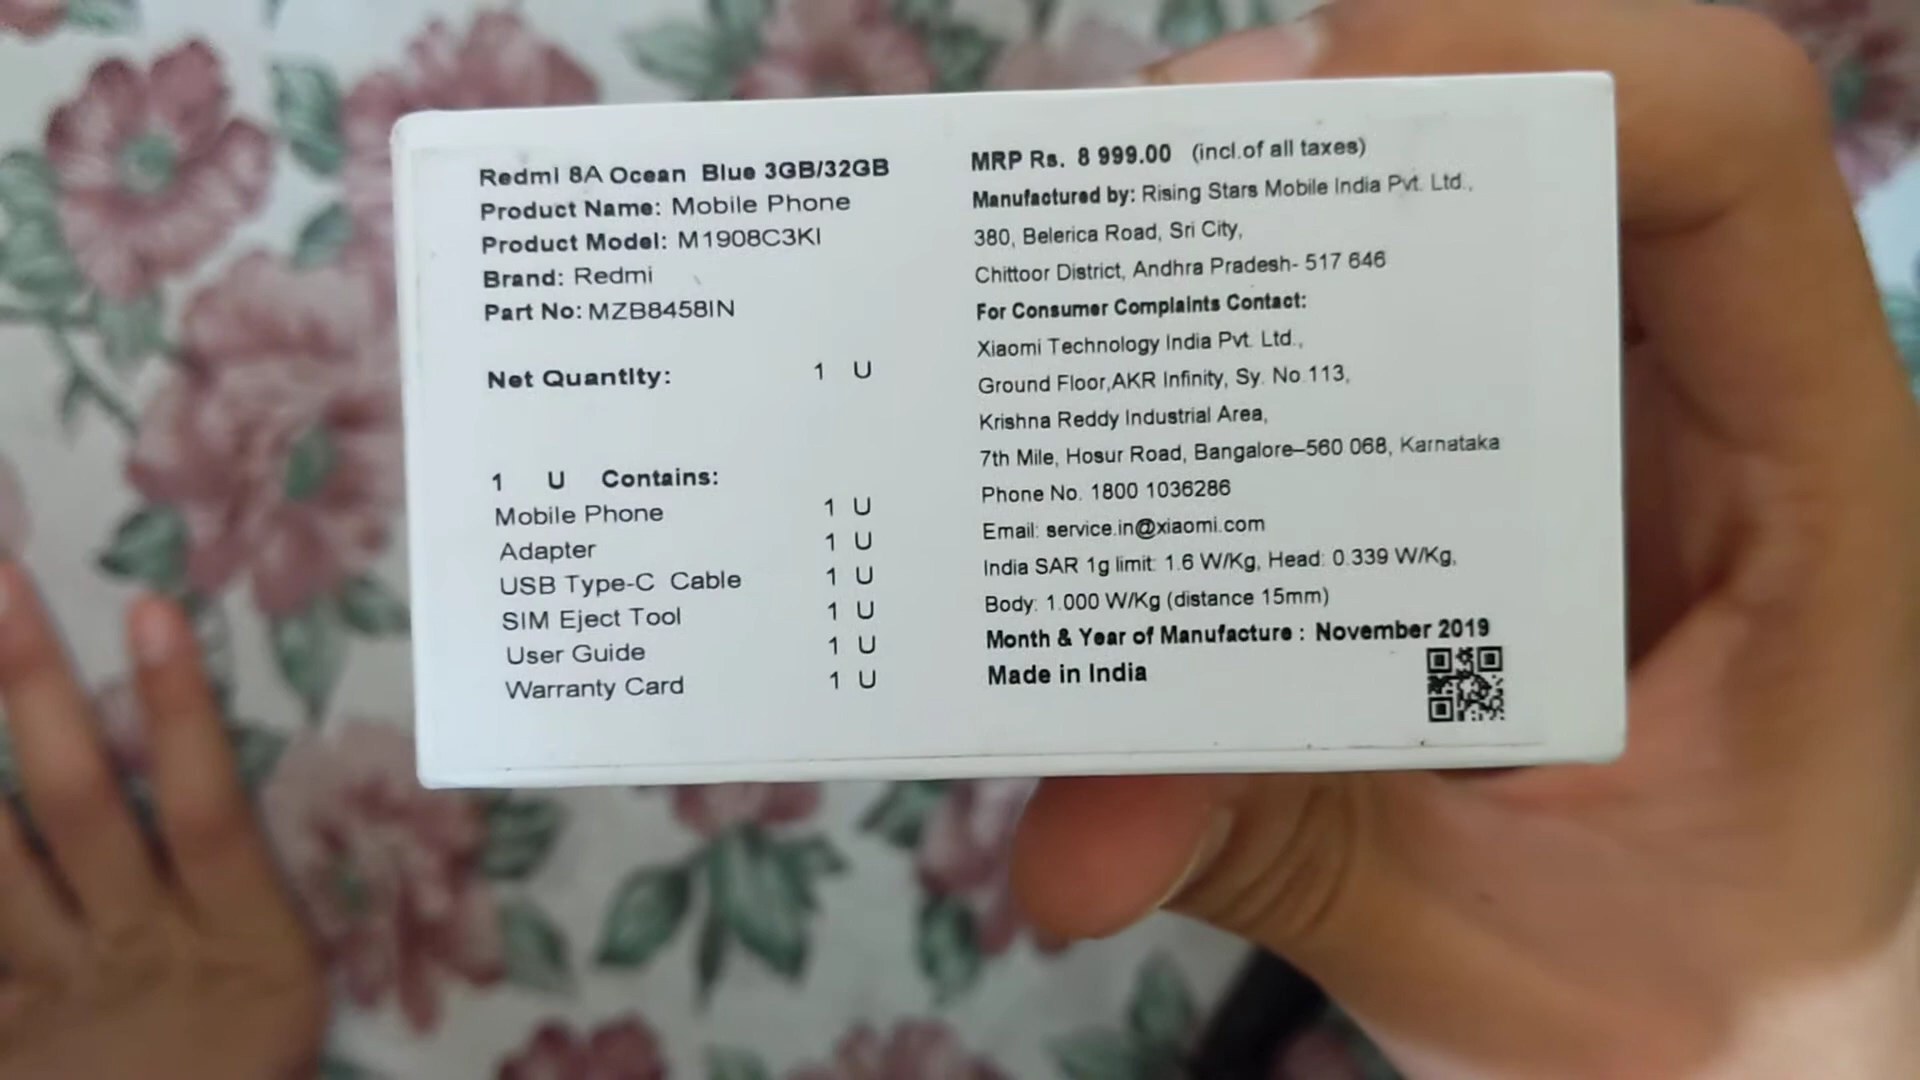 Redmi 8A Ocean Blue 3GB/32GB
Product Name: Mobile Phone
Product Model: M1908C3KI
Brand: Redmi
Part No: MZB8458IN
Net Quantity: 1 U
1 U Contains:
Mobile Phone 1 U
Adapter 1 U
USB Type-C Cable 1 U
SIM Eject Tool 1 U
User Guide 1 U
Warranty Card 1 U
MRP Rs. 8 999.00 (incl.of all taxes)
Manufactured by: Rising Stars Mobile India Pvt. Ltd.,
380, Belerica Road, Sri City,
Chittoor District, Andhra Pradesh- 517 646
For Consumer Complaints Contact:
Xiaomi Technology India Pvt. Ltd.,
Ground Floor,AKR Infinity, Sy. No.113,
Krishna Reddy Industrial Area,
7th Mile, Hosur Road, Bangalore–560 068, Karnataka
Phone No. 1800 1036286
Email: service.in@xiaomi.com
India SAR 1g limit: 1.6 W/Kg, Head: 0.339 W/Kg,
Body: 1.000 W/Kg (distance 15mm)
Month & Year of Manufacture : November 2019
Made in India